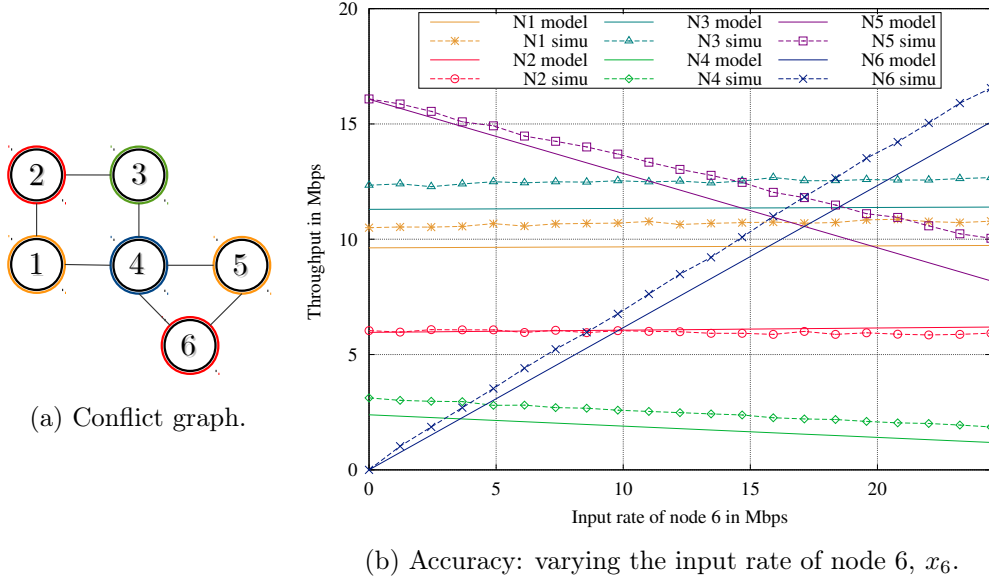 2
3
1
4
5
6
(a) Conflict graph.
N1 model
N1 simu
N2 model
N2 simu
N3 model
N3 simu
N4 model
N4 simu
N5 model
N5 simu
N6 model
N6 simu
Throughput in Mbps
20
15
10
5
0
0 5 10 15 20
Input rate of node 6 in Mbps
(b) Accuracy: varying the input rate of node 6, x₆.